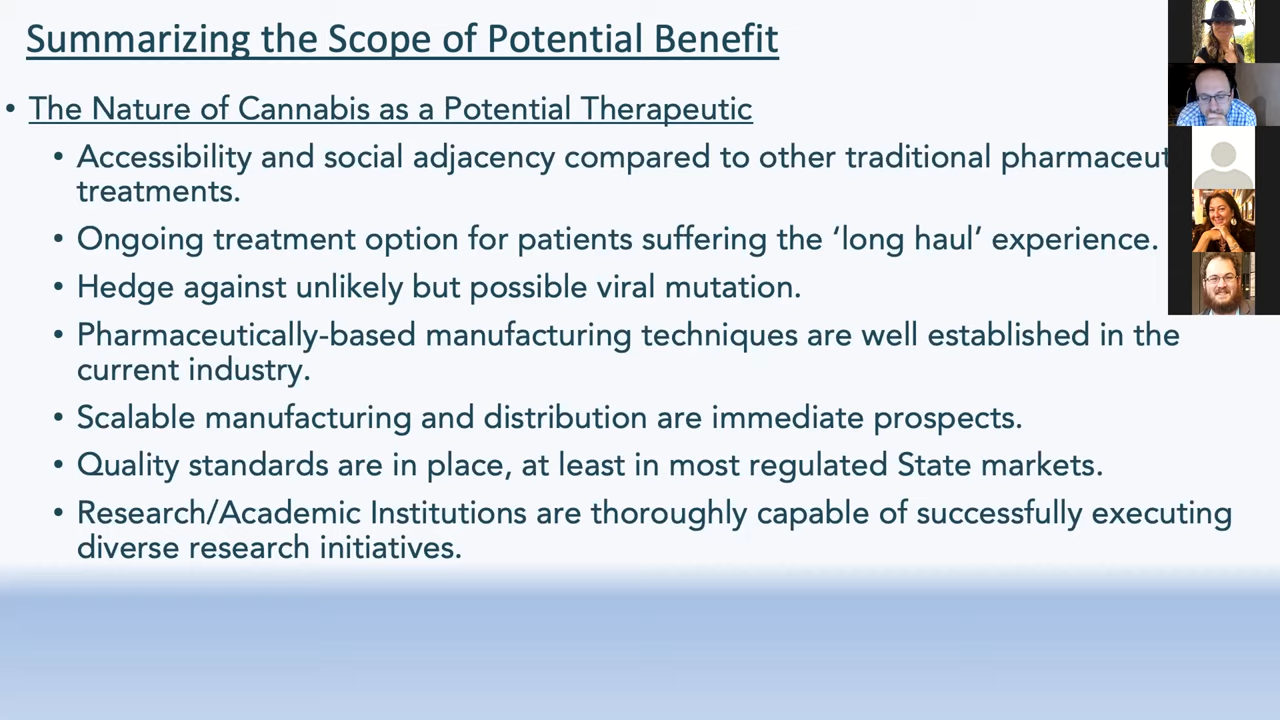 Summarizing the Scope of Potential Benefit
• The Nature of Cannabis as a Potential Therapeutic
• Accessibility and social adjacency compared to other traditional
treatments.
• Ongoing treatment option for patients suffering the ‘long haul’ experience.
• Hedge against unlikely but possible viral mutation.
• Pharmaceutically-based manufacturing techniques are well established in the
current industry.
• Scalable manufacturing and distribution are immediate prospects.
• Quality standards are in place, at least in most regulated State markets.
• Research/Academic Institutions are thoroughly capable of successfully executing
diverse research initiatives.